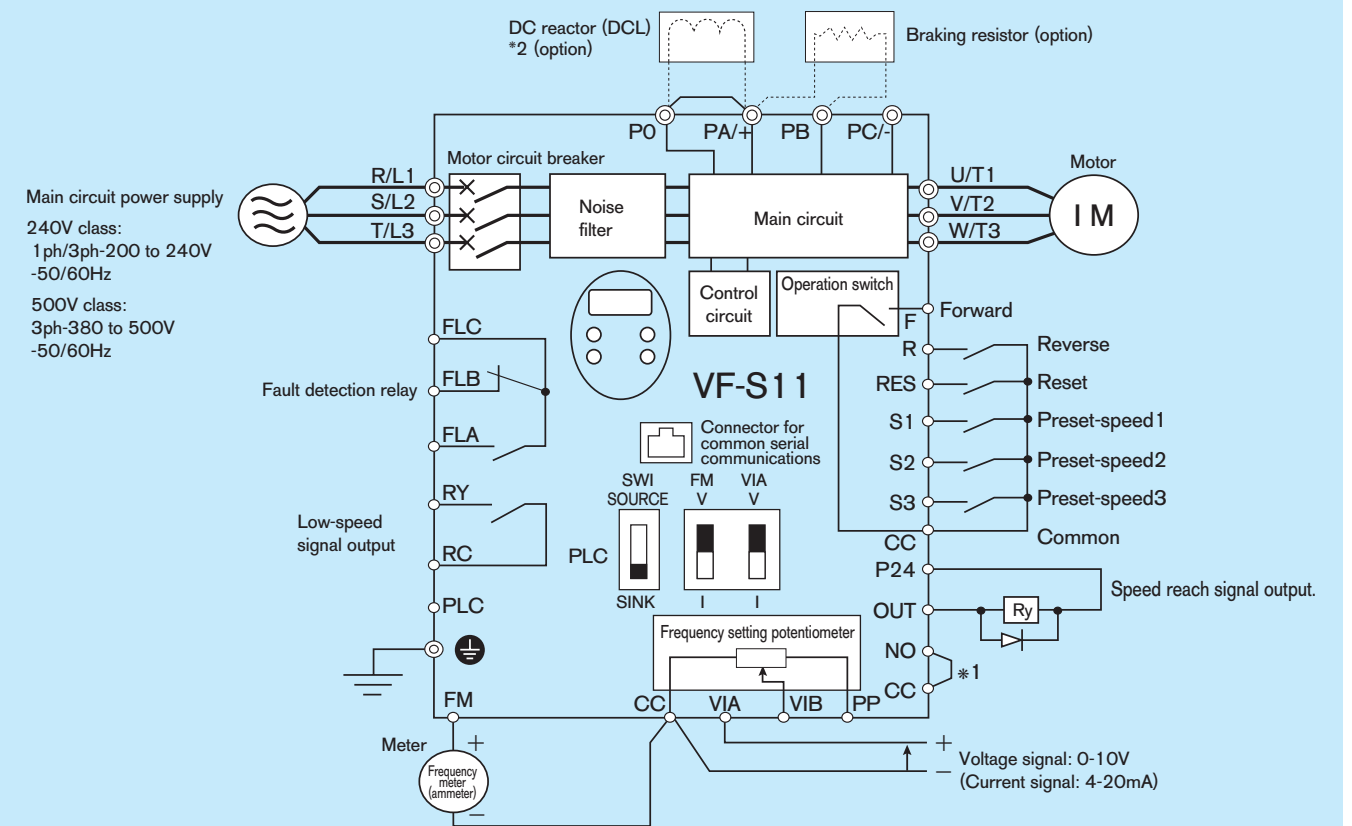 DC reactor (DCL)
*2 (option)
Braking resistor (option)
P0
PA/+
PB
PC/-
Motor circuit breaker
Main circuit power supply
240V class:
1ph/3ph-200 to 240V
-50/60Hz
500V class:
3ph-380 to 500V
-50/60Hz
R/L1
S/L2
T/L3
Noise
filter
Main circuit
U/T1
V/T2
W/T3
Motor
I M
Control
circuit
Operation switch
F
Forward
R
Reverse
RES
Reset
S1
Preset-speed1
S2
Preset-speed2
S3
Preset-speed3
CC
Common
P24
OUT
Ry
Speed reach signal output.
NO
CC
*1
FLC
Fault detection relay
FLB
FLA
RY
Low-speed
signal output
RC
PLC
VF-S11
Connector for
common serial
communications
SWI
SOURCE
PLC
SINK
FM
V
I
VIA
V
I
Frequency setting potentiometer
FM
CC
VIA
VIB
PP
Meter
+
Frequency
meter
(ammeter)
−
+
−
Voltage signal: 0-10V
(Current signal: 4-20mA)